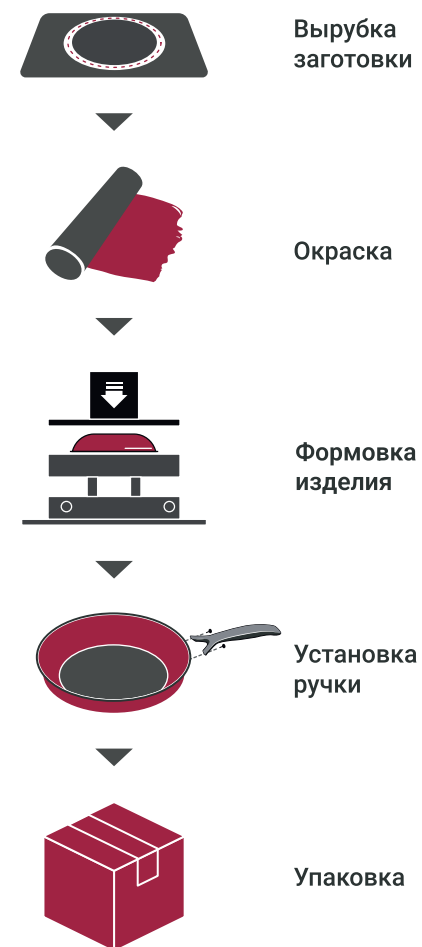 Вырубка
заготовки
Окраска
Формовка
изделия
Установка
ручки
Упаковка